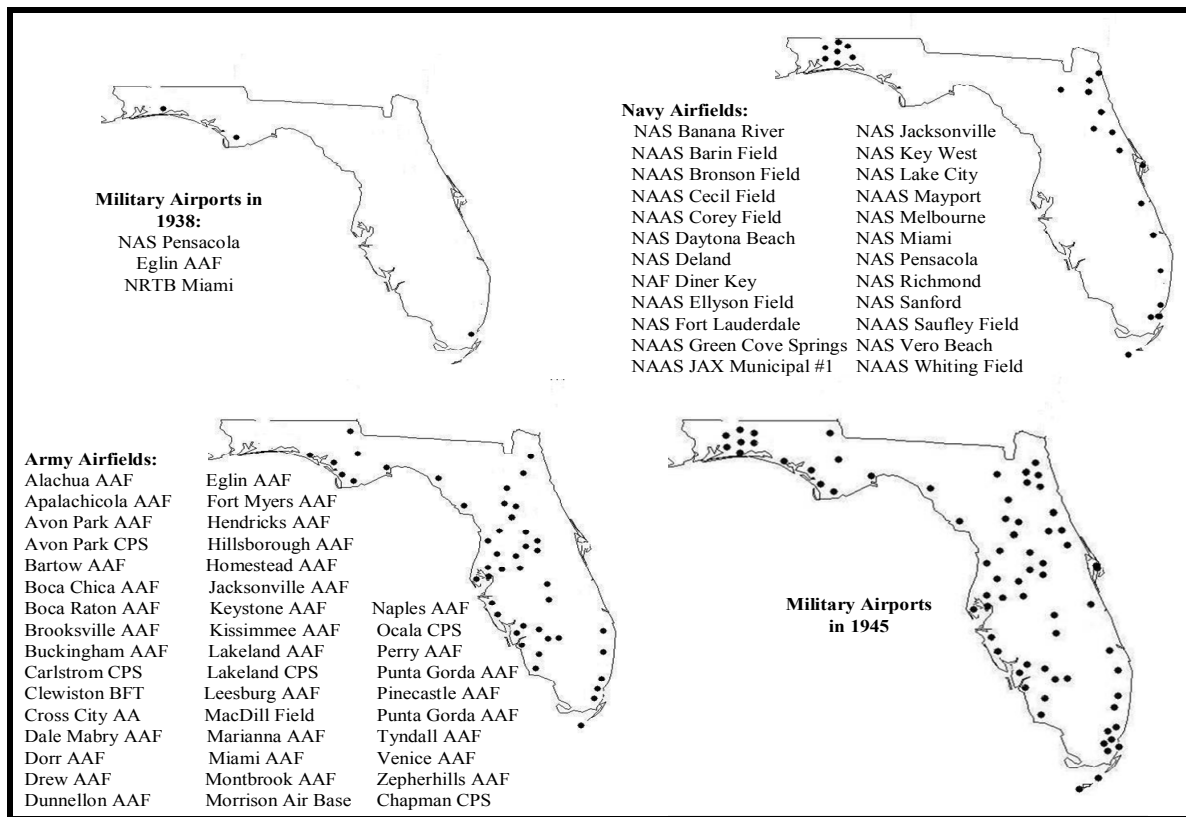 Military Airports in
1938:
NAS Pensacola
Eglin AAF
NRTB Miami
Navy Airfields:
NAS Banana River
NAAS Barin Field
NAAS Bronson Field
NAAS Cecil Field
NAAS Corey Field
NAS Daytona Beach
NAS Deland
NAF Diner Key
NAAS Ellyson Field
NAS Fort Lauderdale
NAAS Green Cove Springs
NAAS JAX Municipal #1
NAS Jacksonville
NAS Key West
NAS Lake City
NAAS Mayport
NAS Melbourne
NAS Miami
NAS Pensacola
NAS Richmond
NAS Sanford
NAAS Saufley Field
NAS Vero Beach
NAAS Whiting Field
Army Airfields:
Alachua AAF
Apalachicola AAF
Avon Park AAF
Avon Park CPS
Bartow AAF
Boca Chica AAF
Boca Raton AAF
Brooksville AAF
Buckingham AAF
Carlstrom CPS
Clewiston BFT
Cross City AA
Dale Mabry AAF
Dorr AAF
Drew AAF
Dunnellon AAF
Eglin AAF
Fort Myers AAF
Hendricks AAF
Hillsborough AAF
Homestead AAF
Jacksonville AAF
Keystone AAF
Kissimmee AAF
Lakeland AAF
Lakeland CPS
Leesburg AAF
MacDill Field
Marianna AAF
Miami AAF
Montbrook AAF
Morrison Air Base
Naples AAF
Ocala CPS
Perry AAF
Punta Gorda AAF
Pinecastle AAF
Punta Gorda AAF
Tyndall AAF
Venice AAF
Zepherhills AAF
Chapman CPS
Military Airports
in 1945